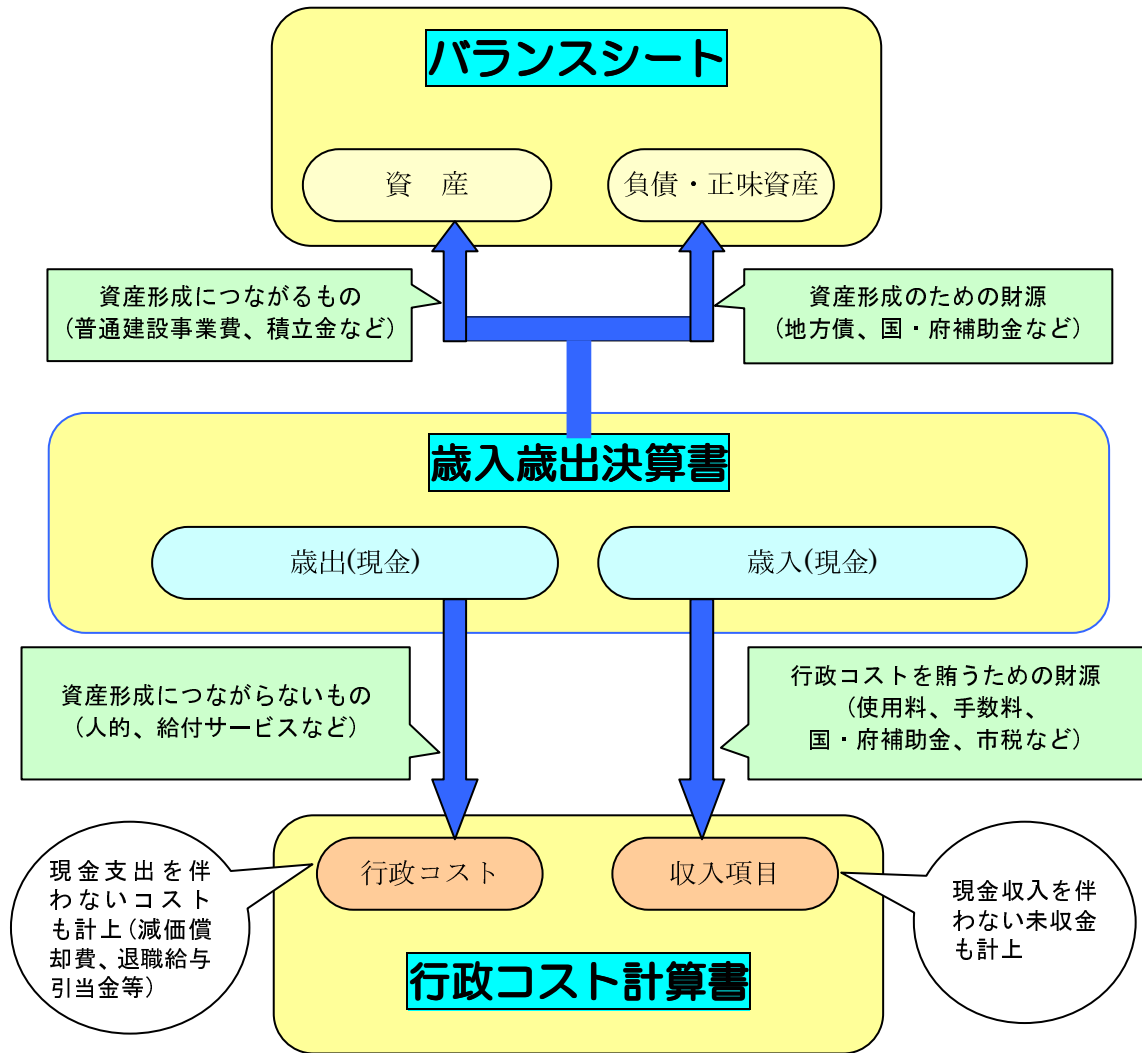 バランスシート
資　産
負債・正味資産
資産形成につながるもの
（普通建設事業費、積立金など）
資産形成のための財源
（地方債、国・府補助金など）
歳入歳出決算書
歳出(現金)
歳入(現金)
資産形成につながらないもの
（人的、給付サービスなど）
行政コストを賄うための財源
（使用料、手数料、
国・府補助金、市税など）
現金支出を伴
わないコスト
も計上（減価償
却費、退職給与
引当金等）
行政コスト
収入項目
現金収入を伴
わない未収金
も計上
行政コスト計算書